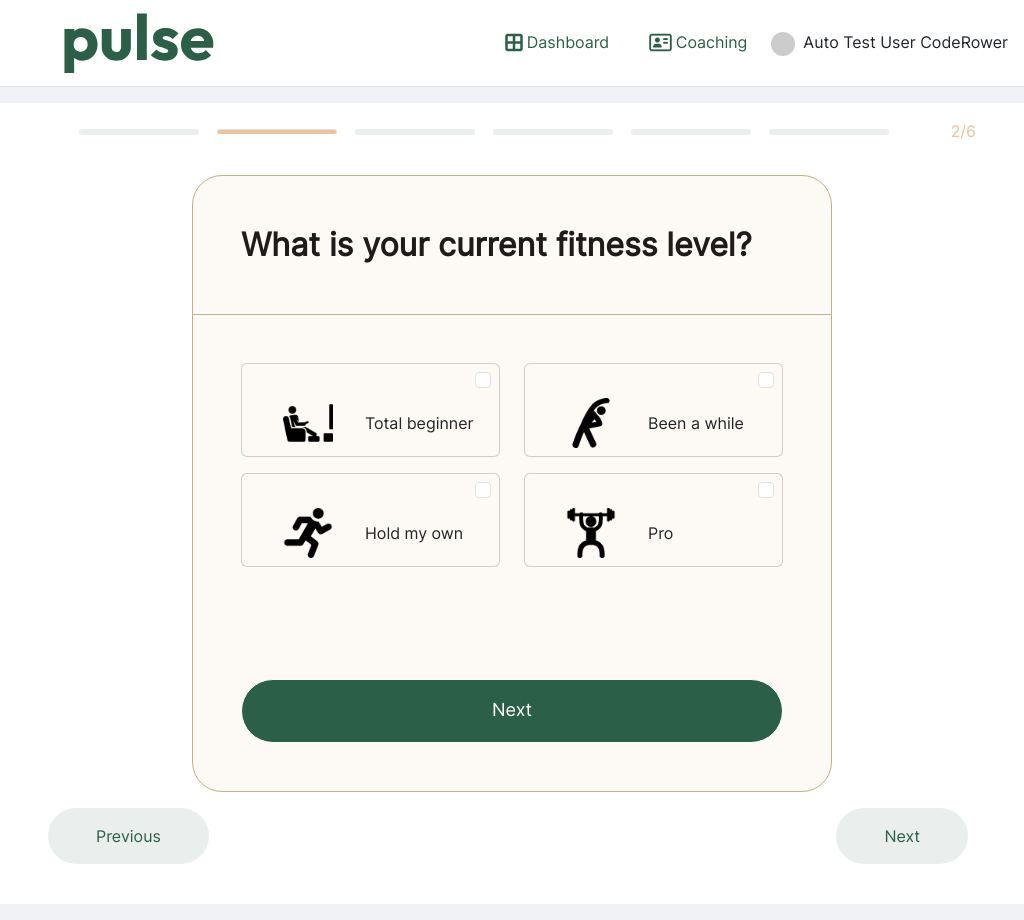 pulse
Dashboard
Coaching
Auto Test User CodeRower
2/6
What is your current fitness level?
Total beginner
Been a while
Hold my own
Pro
Next
Previous
Next